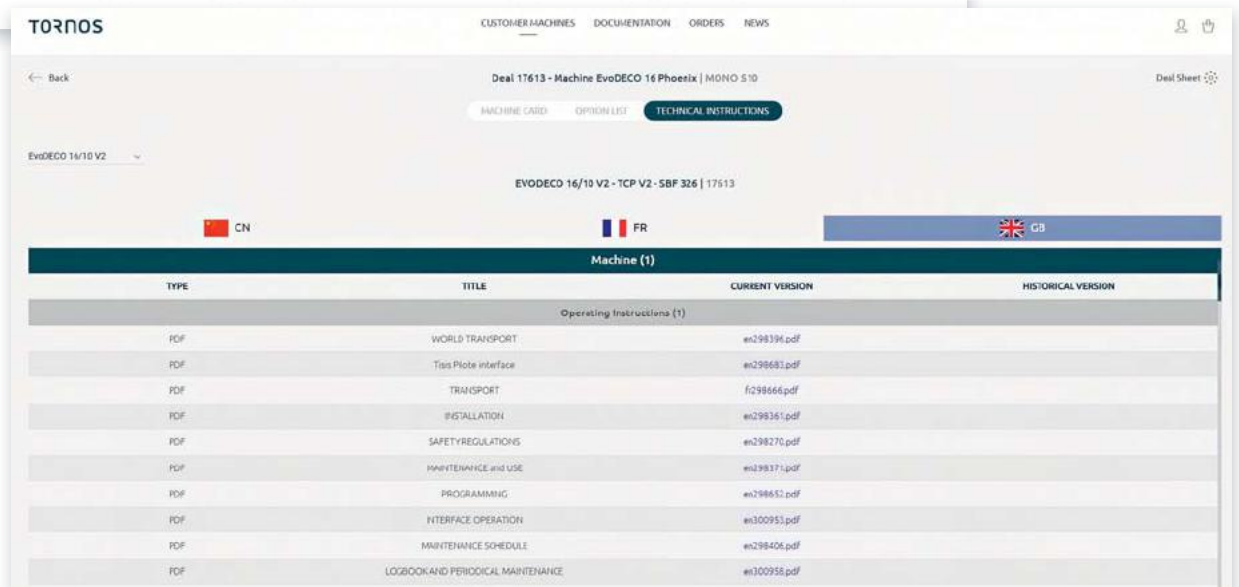 TORNOS
CUSTOMER MACHINES DOCUMENTATION ORDERS NEWS
← Back
Deal 17613 - Machine EvoDECO 16 Phoenix | MONO S10
Deal Sheet
MACHINE CARD OPTION LIST TECHNICAL INSTRUCTIONS
EvoDECO 16/10 V2
EVODECO 16/10 V2 - TCP V2 - SBF 326 | 17613
CN FR GB
Machine (1)
TYPE TITLE CURRENT VERSION HISTORICAL VERSION
Operating Instructions (1)
PDF WORLD TRANSPORT en298396.pdf
PDF Tisis Pilote interface en298683.pdf
PDF TRANSPORT fr298666.pdf
PDF INSTALLATION en298361.pdf
PDF SAFETYREGULATIONS en298270.pdf
PDF MAINTENANCE and USE en298371.pdf
PDF PROGRAMMING en298652.pdf
PDF INTERFACE OPERATION en300953.pdf
PDF MAINTENANCE SCHEDULE en298406.pdf
PDF LOGBOOK AND PERIODICAL MAINTENANCE en300958.pdf